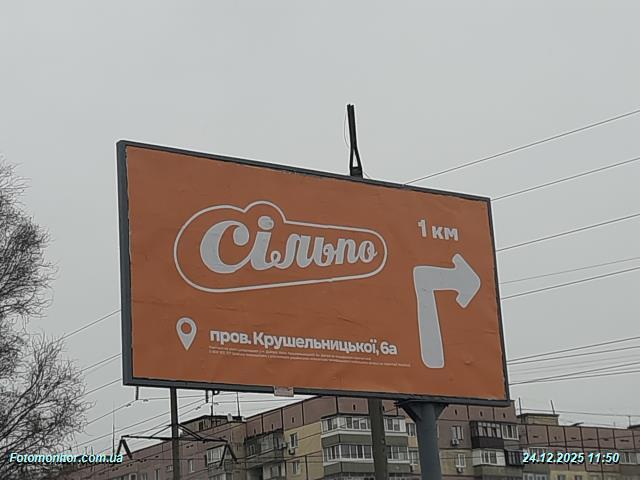 Сільпо
1 км
пров. Крушельницької, 6а
Fotomonitor.com.ua
24.12.2025 11:50